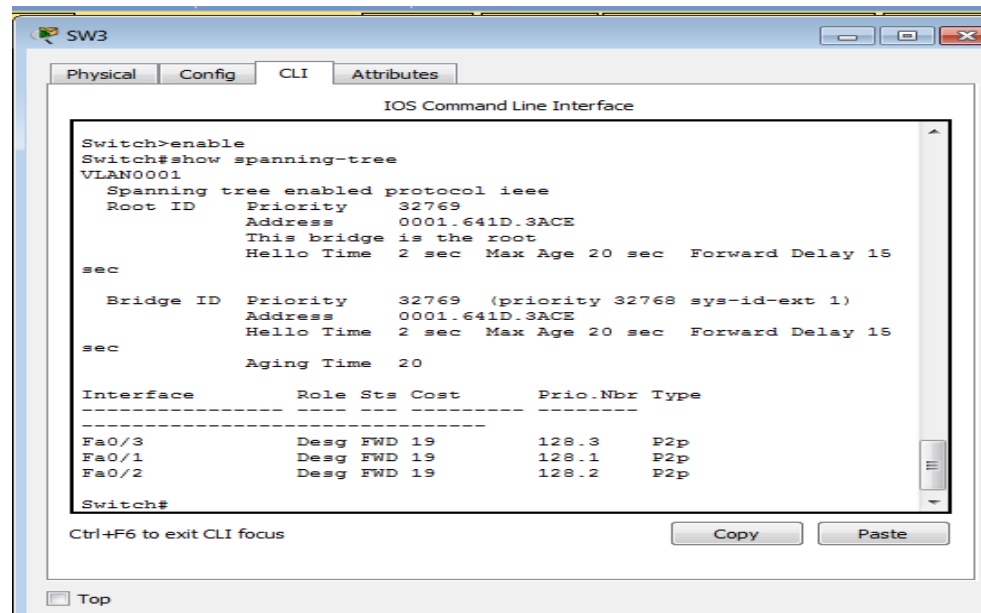 SW3
Physical Config CLI Attributes
IOS Command Line Interface
Switch>enable
Switch#show spanning-tree
VLAN0001
  Spanning tree enabled protocol ieee
  Root ID    Priority    32769
             Address     0001.641D.3ACE
             This bridge is the root
             Hello Time  2 sec  Max Age 20 sec  Forward Delay 15
sec
  Bridge ID  Priority    32769  (priority 32768 sys-id-ext 1)
             Address     0001.641D.3ACE
             Hello Time  2 sec  Max Age 20 sec  Forward Delay 15
sec
             Aging Time  20
Interface        Role Sts Cost      Prio.Nbr Type
---------------- ---- --- --------- --------
--------------------------------
Fa0/3            Desg FWD 19        128.3    P2p
Fa0/1            Desg FWD 19        128.1    P2p
Fa0/2            Desg FWD 19        128.2    P2p
Switch#
Ctrl+F6 to exit CLI focus Copy Paste
Top